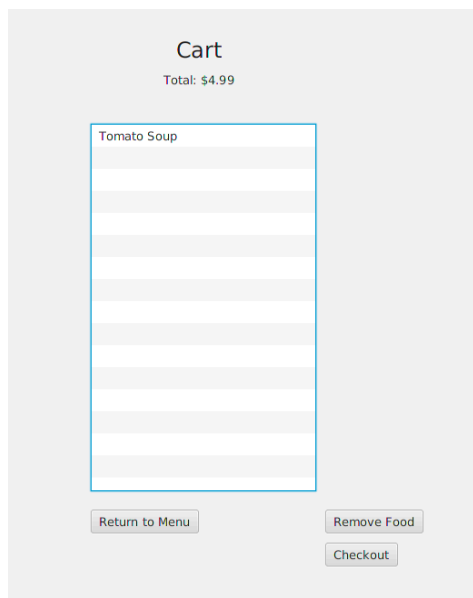 Cart
Total: $4.99
Tomato Soup
Return to Menu
Remove Food
Checkout